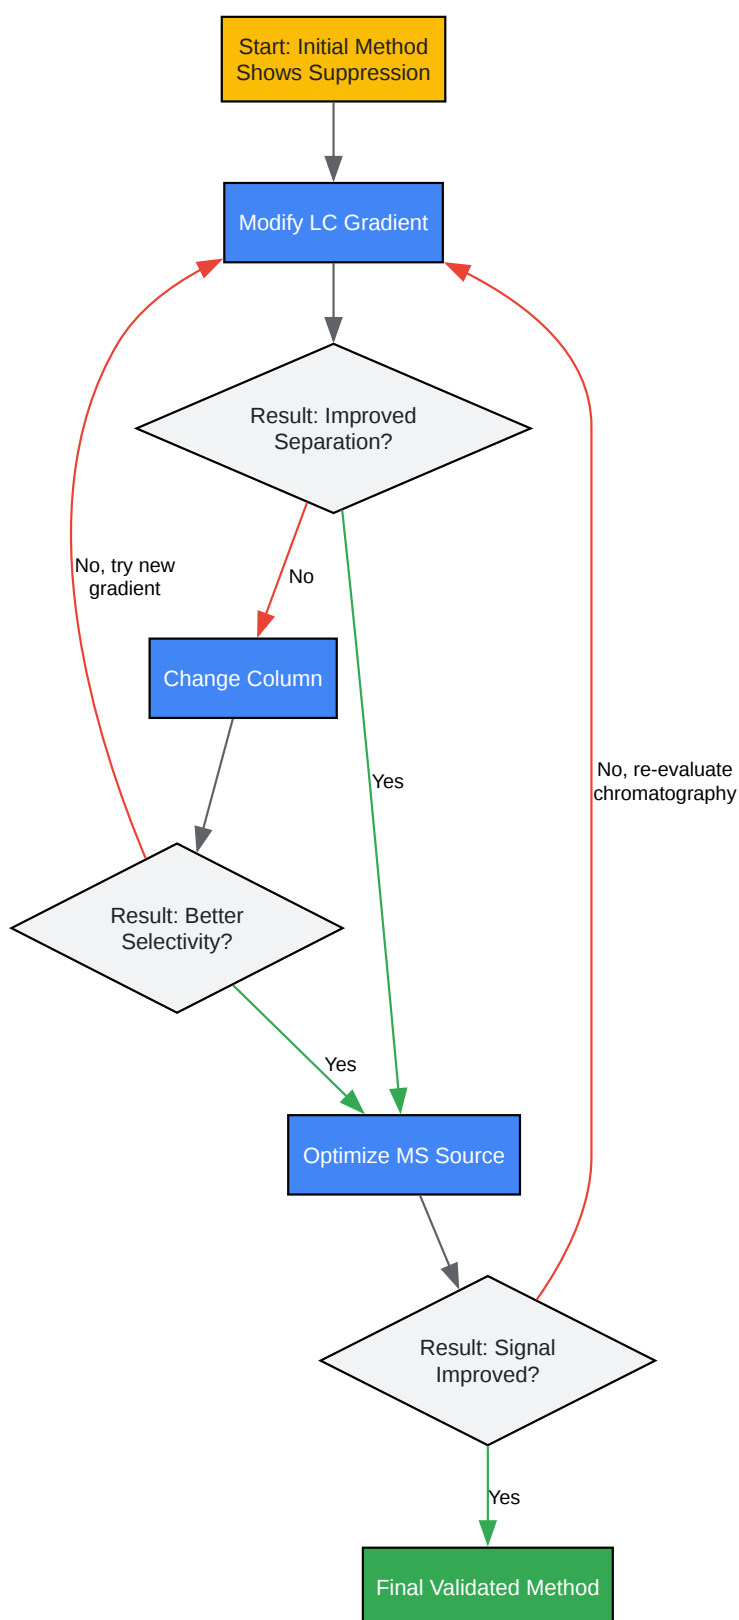 Start: Initial Method
Shows Suppression
Modify LC Gradient
Result: Improved
Separation?
No, try new
gradient
No
Change Column
Yes
No, re-evaluate
chromatography
Result: Better
Selectivity?
Yes
Optimize MS Source
Result: Signal
Improved?
Yes
Final Validated Method